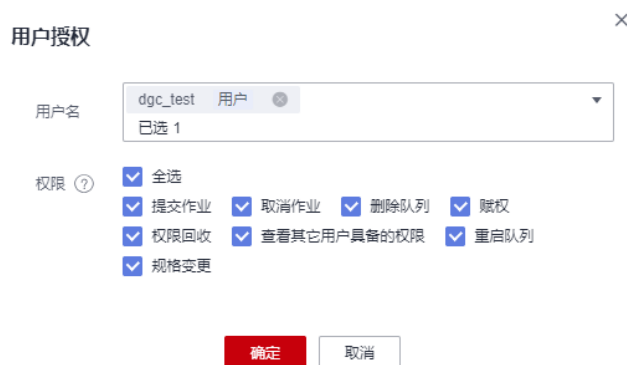 用户授权
用户名
dgc_test 用户
已选 1
权限 ?
全选
提交作业 取消作业 删除队列 赋权
权限回收 查看其它用户具备的权限 重启队列
规格变更
确定 取消